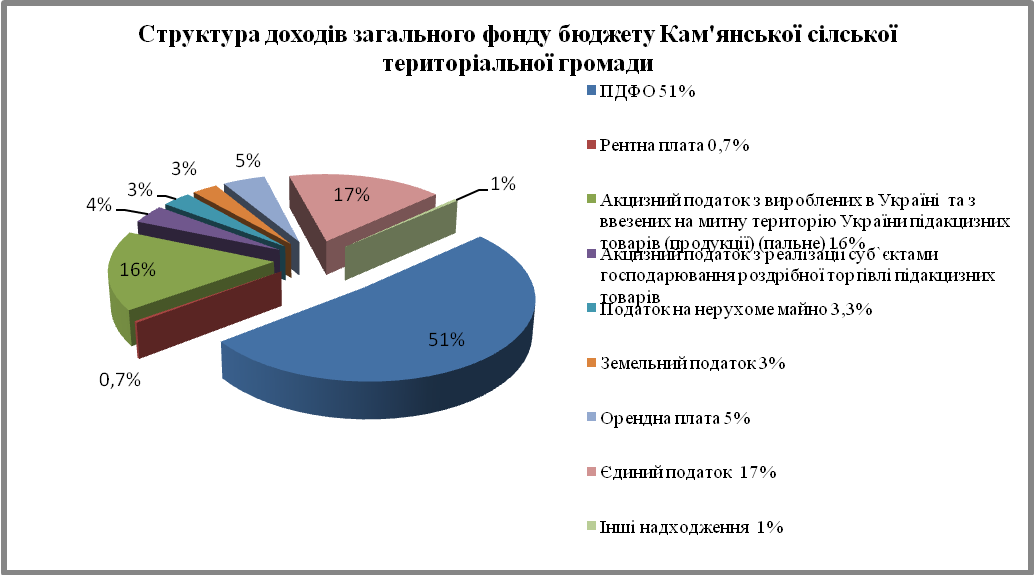 Структура доходів загального фонду бюджету Кам'янської сілської
територіальної громади
ПДФО 51%
Рентна плата 0,7%
Акцизний податок з вироблених в Україні та з
ввезених на митну територію України підакцизних
товарів (продукції) (пальне) 16%
Акцизний податок з реалізації суб`єктами
господарювання роздрібної торгівлі підакцизних
товарів
Податок на нерухоме майно 3,3%
Земельний податок 3%
Орендна плата 5%
Єдиний податок 17%
Інші надходження 1%
5%
3%
3%
4%
17%
1%
16%
51%
0,7%